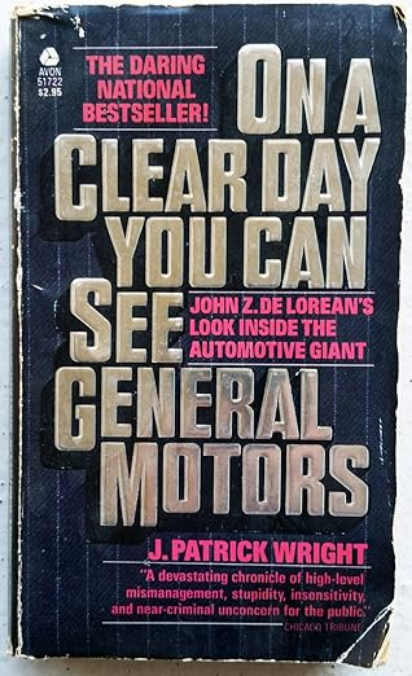 AVON
51722
$2.95
THE DARING
NATIONAL
BESTSELLER!
ON A
CLEAR DAY
YOU CAN
SEE
JOHN Z. DE LOREAN'S
LOOK INSIDE THE
AUTOMOTIVE GIANT
GENERAL
MOTORS
J. PATRICK WRIGHT
"A devastating chronicle of high-level
mismanagement, stupidity, insensitivity,
and near-criminal unconcern for the public."
CHICAGO TRIBUNE